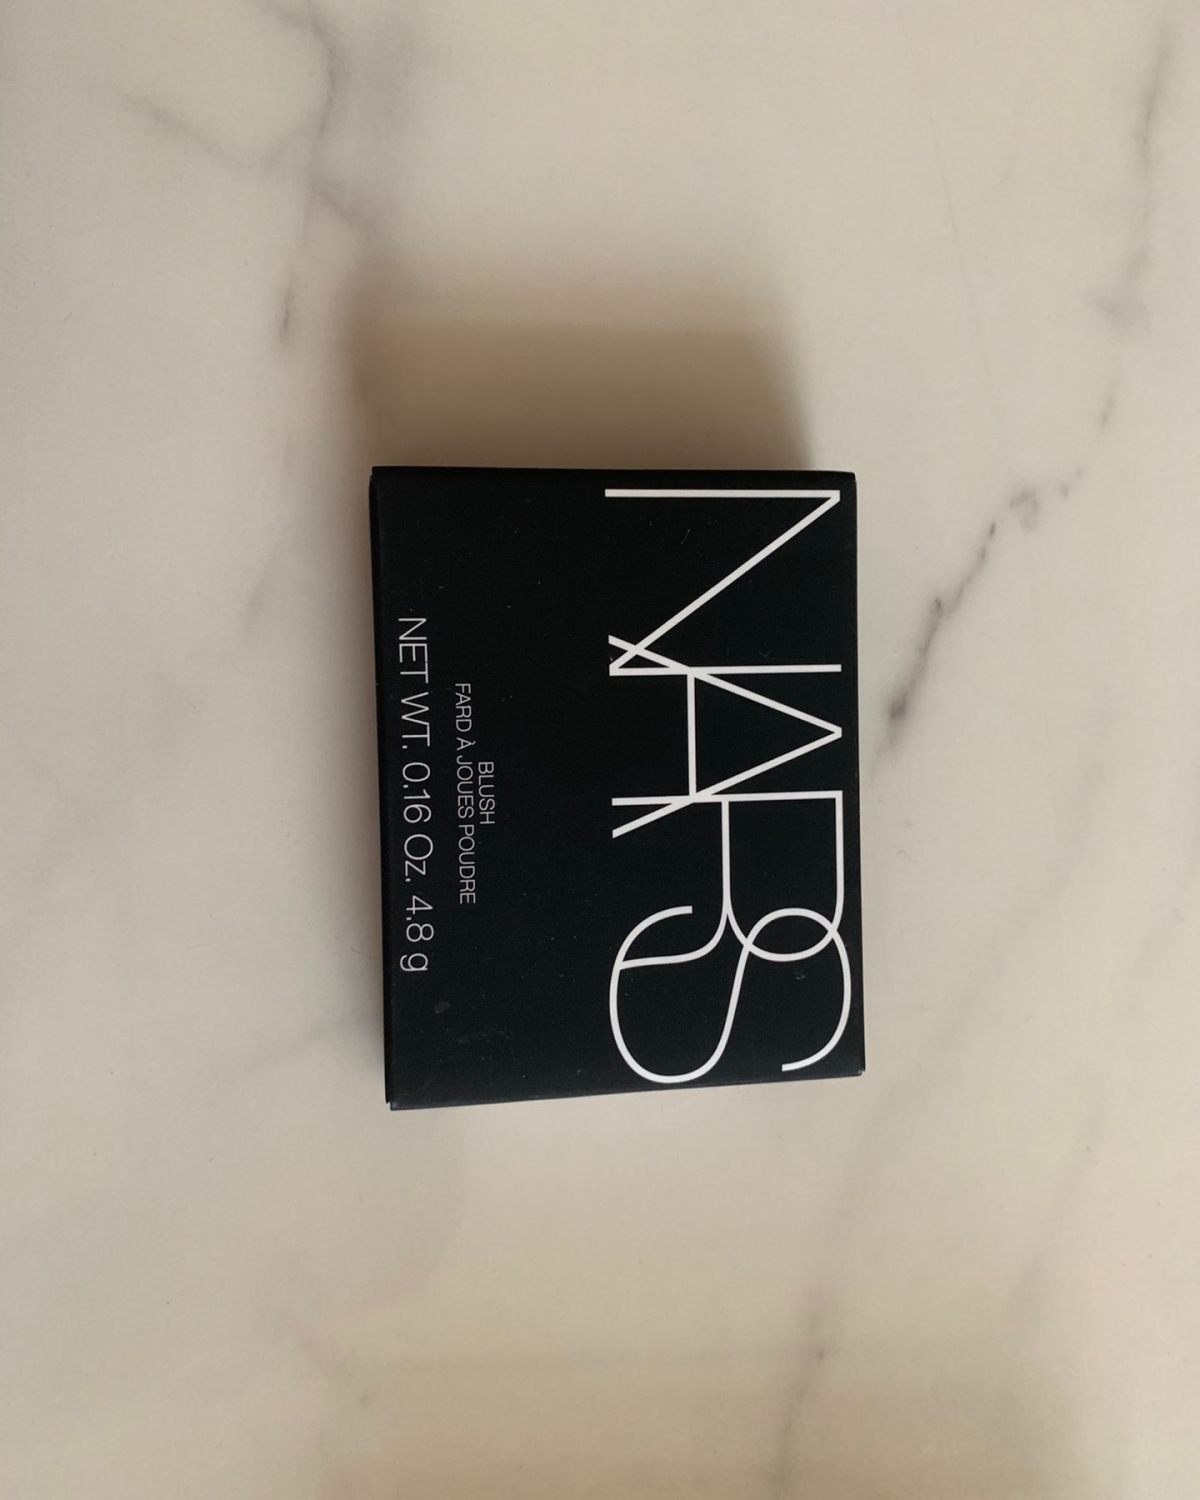 NARS
BLUSH
FARD À JOUES POUDRE
NET WT. 0.16 Oz. 4.8 g